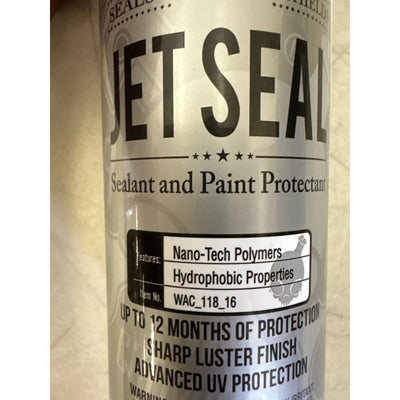 SEALS
JET SEAL
Sealant and Paint Protectant
Features: Nano-Tech Polymers
Hydrophobic Properties
Item No. WAC_118_16
UP TO 12 MONTHS OF PROTECTION
SHARP LUSTER FINISH
ADVANCED UV PROTECTION